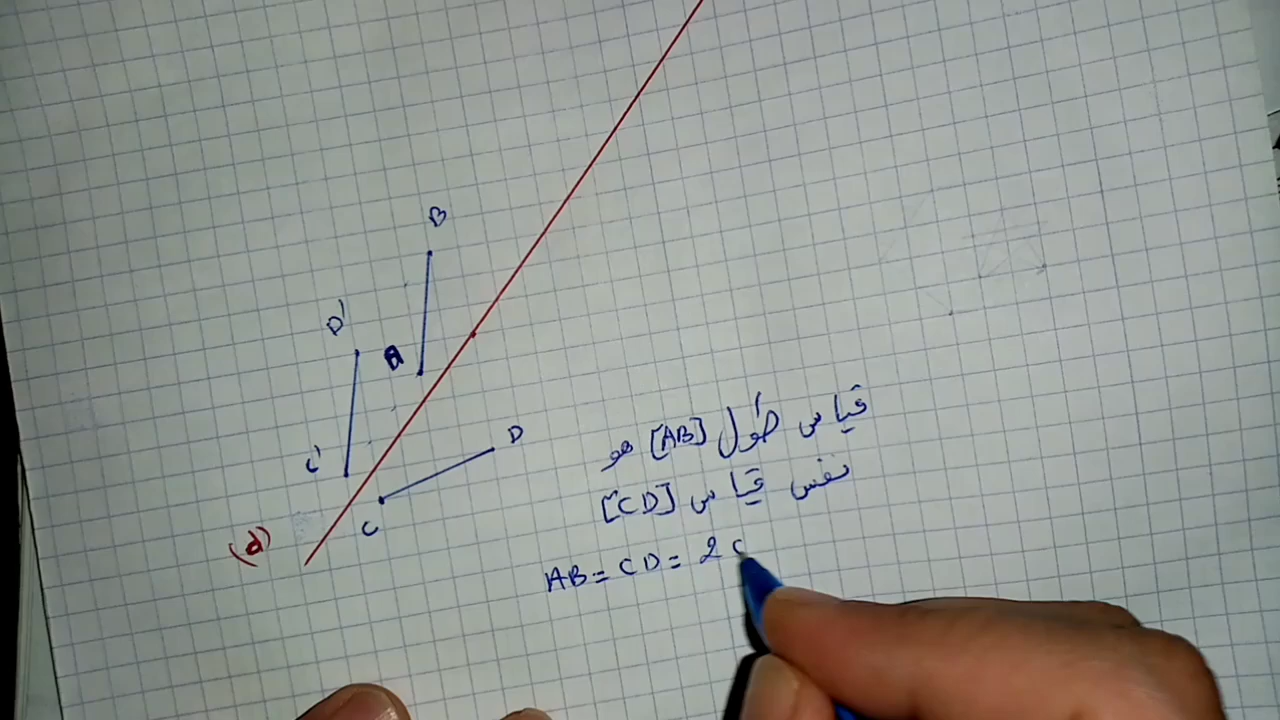 B
D'
A
C'
D
C
(d)
قياس طول [AB] هو
نفس قياس [CD]
AB = CD = 2 c